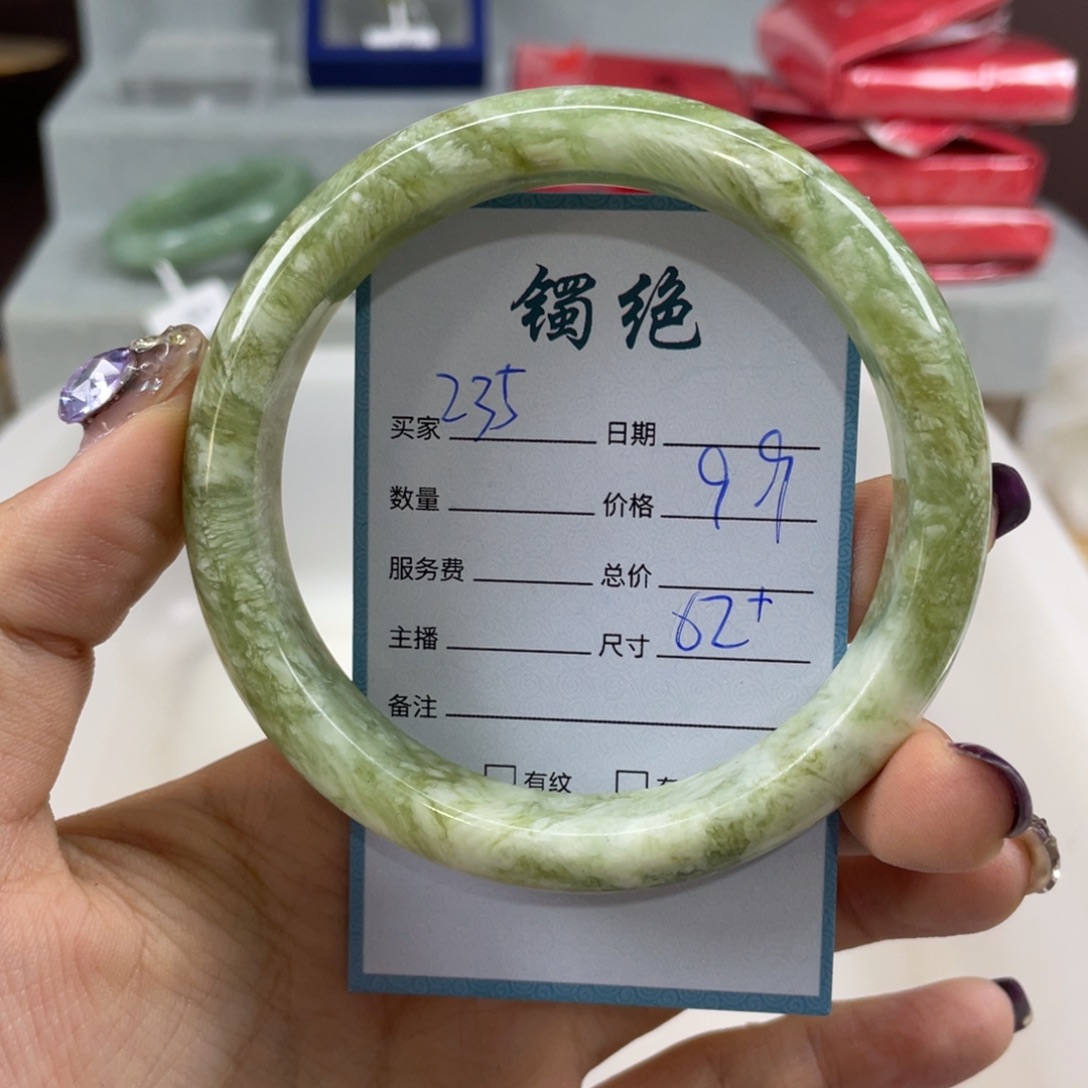 镯绝
买家 235 日期
数量 价格 99
服务费 总价
主播 尺寸 62+
备注
有纹